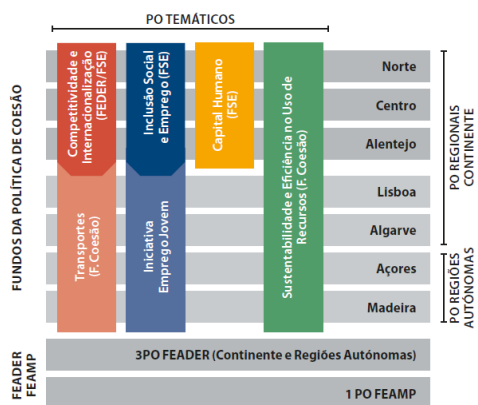 PO TEMÁTICOS
FUNDOS DA POLÍTICA DE COESÃO
Competitividade e
Internacionalização
(FEDER/FSE)
Transportes
(F. Coesão)
Inclusão Social
e Emprego (FSE)
Iniciativa
Emprego Jovem
Capital Humano
(FSE)
Sustentabilidade e Eficiência no Uso de
Recursos (F. Coesão)
Norte
Centro
Alentejo
Lisboa
Algarve
Açores
Madeira
PO REGIONAIS
CONTINENTE
PO REGIÕES
AUTÓNOMAS
FEADER
FEAMP
3PO FEADER (Continente e Regiões Autónomas)
1 PO FEAMP